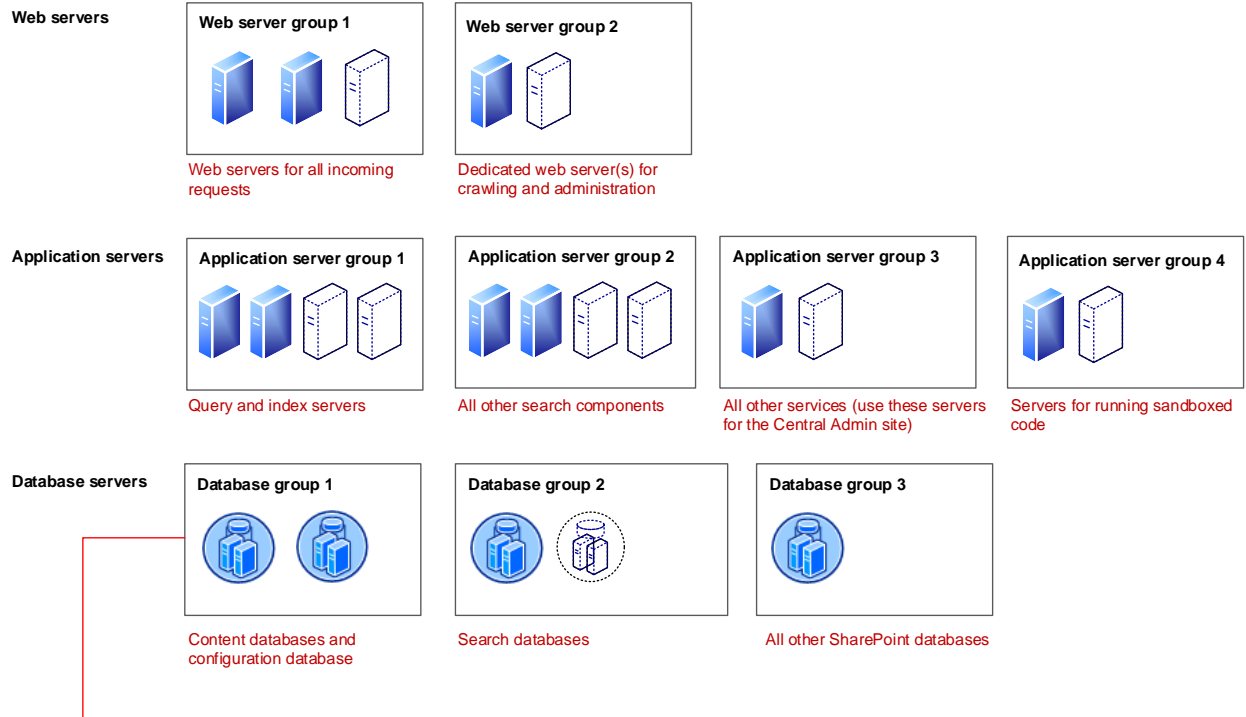 Web servers
Web server group 1
Web server group 2
Web servers for all incoming
requests
Dedicated web server(s) for
crawling and administration
Application servers
Application server group 1
Application server group 2
Application server group 3
Application server group 4
Query and index servers
All other search components
All other services (use these servers
for the Central Admin site)
Servers for running sandboxed
code
Database servers
Database group 1
Database group 2
Database group 3
Content databases and
configuration database
Search databases
All other SharePoint databases